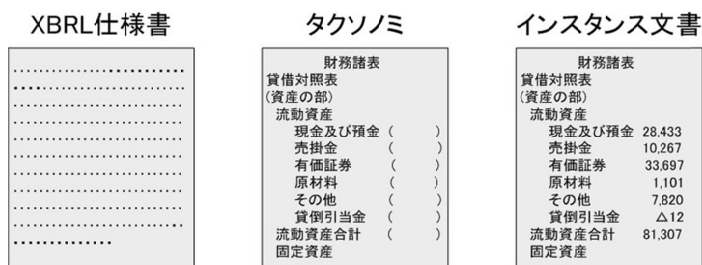 XBRL仕様書
タクソノミ
財務諸表
貸借対照表
(資産の部)
流動資産
現金及び預金 (　　)
売掛金 (　　)
有価証券 (　　)
原材料 (　　)
その他 (　　)
貸倒引当金 (　　)
流動資産合計 (　　)
固定資産
インスタンス文書
財務諸表
貸借対照表
(資産の部)
流動資産
現金及び預金 28,433
売掛金 10,267
有価証券 33,697
原材料 1,101
その他 7,820
貸倒引当金 △12
流動資産合計 81,307
固定資産